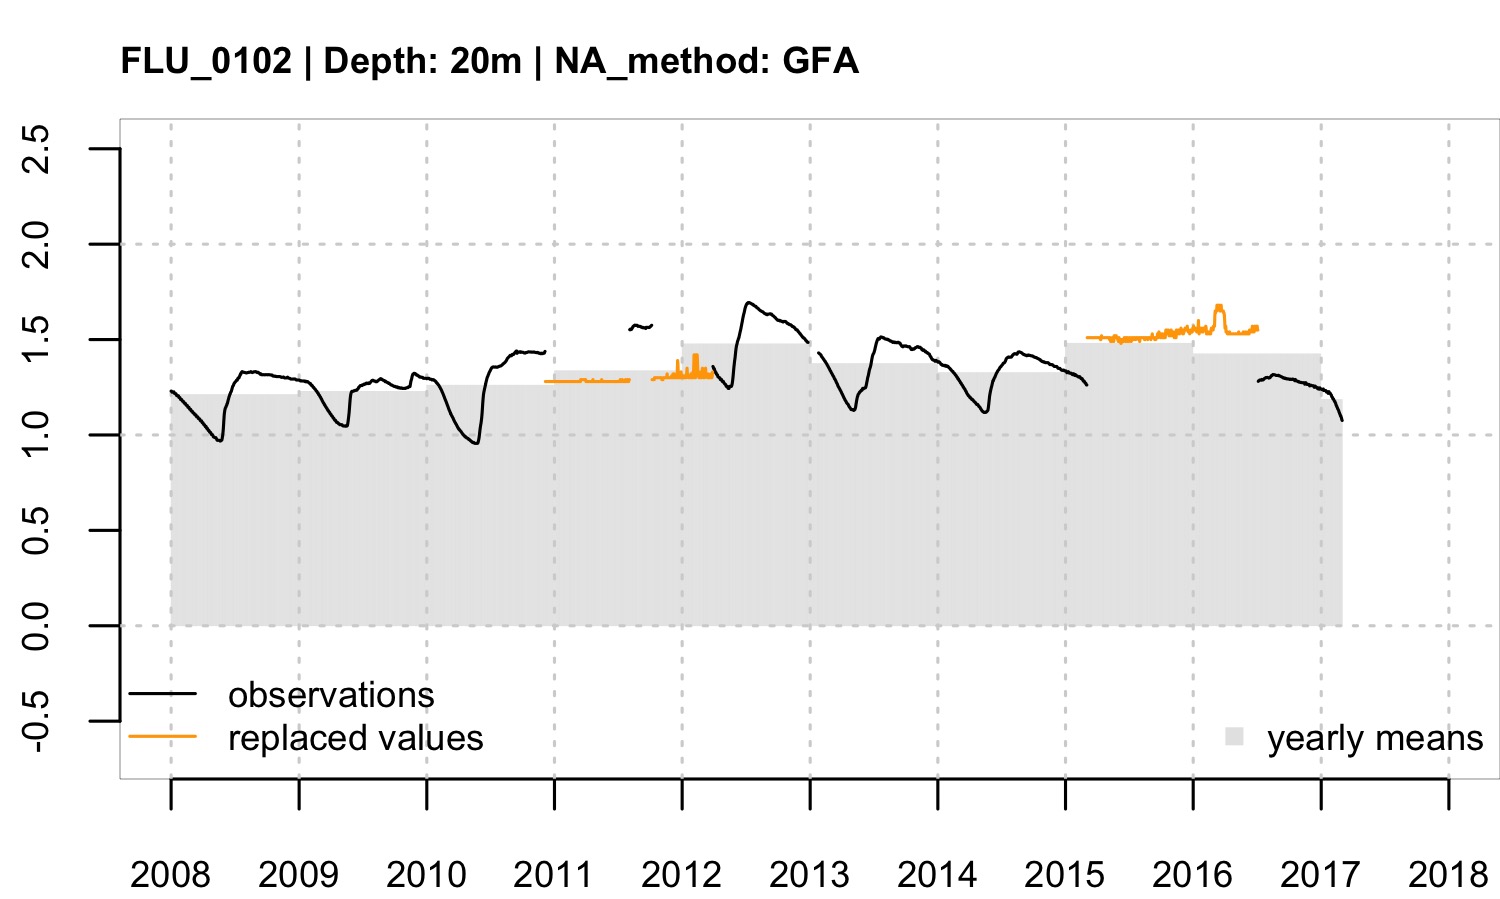 FLU_0102 | Depth: 20m | NA_method: GFA
2.5
2.0
1.5
1.0
0.5
0.0
-0.5
observations
replaced values
yearly means
2008 2009 2010 2011 2012 2013 2014 2015 2016 2017 2018